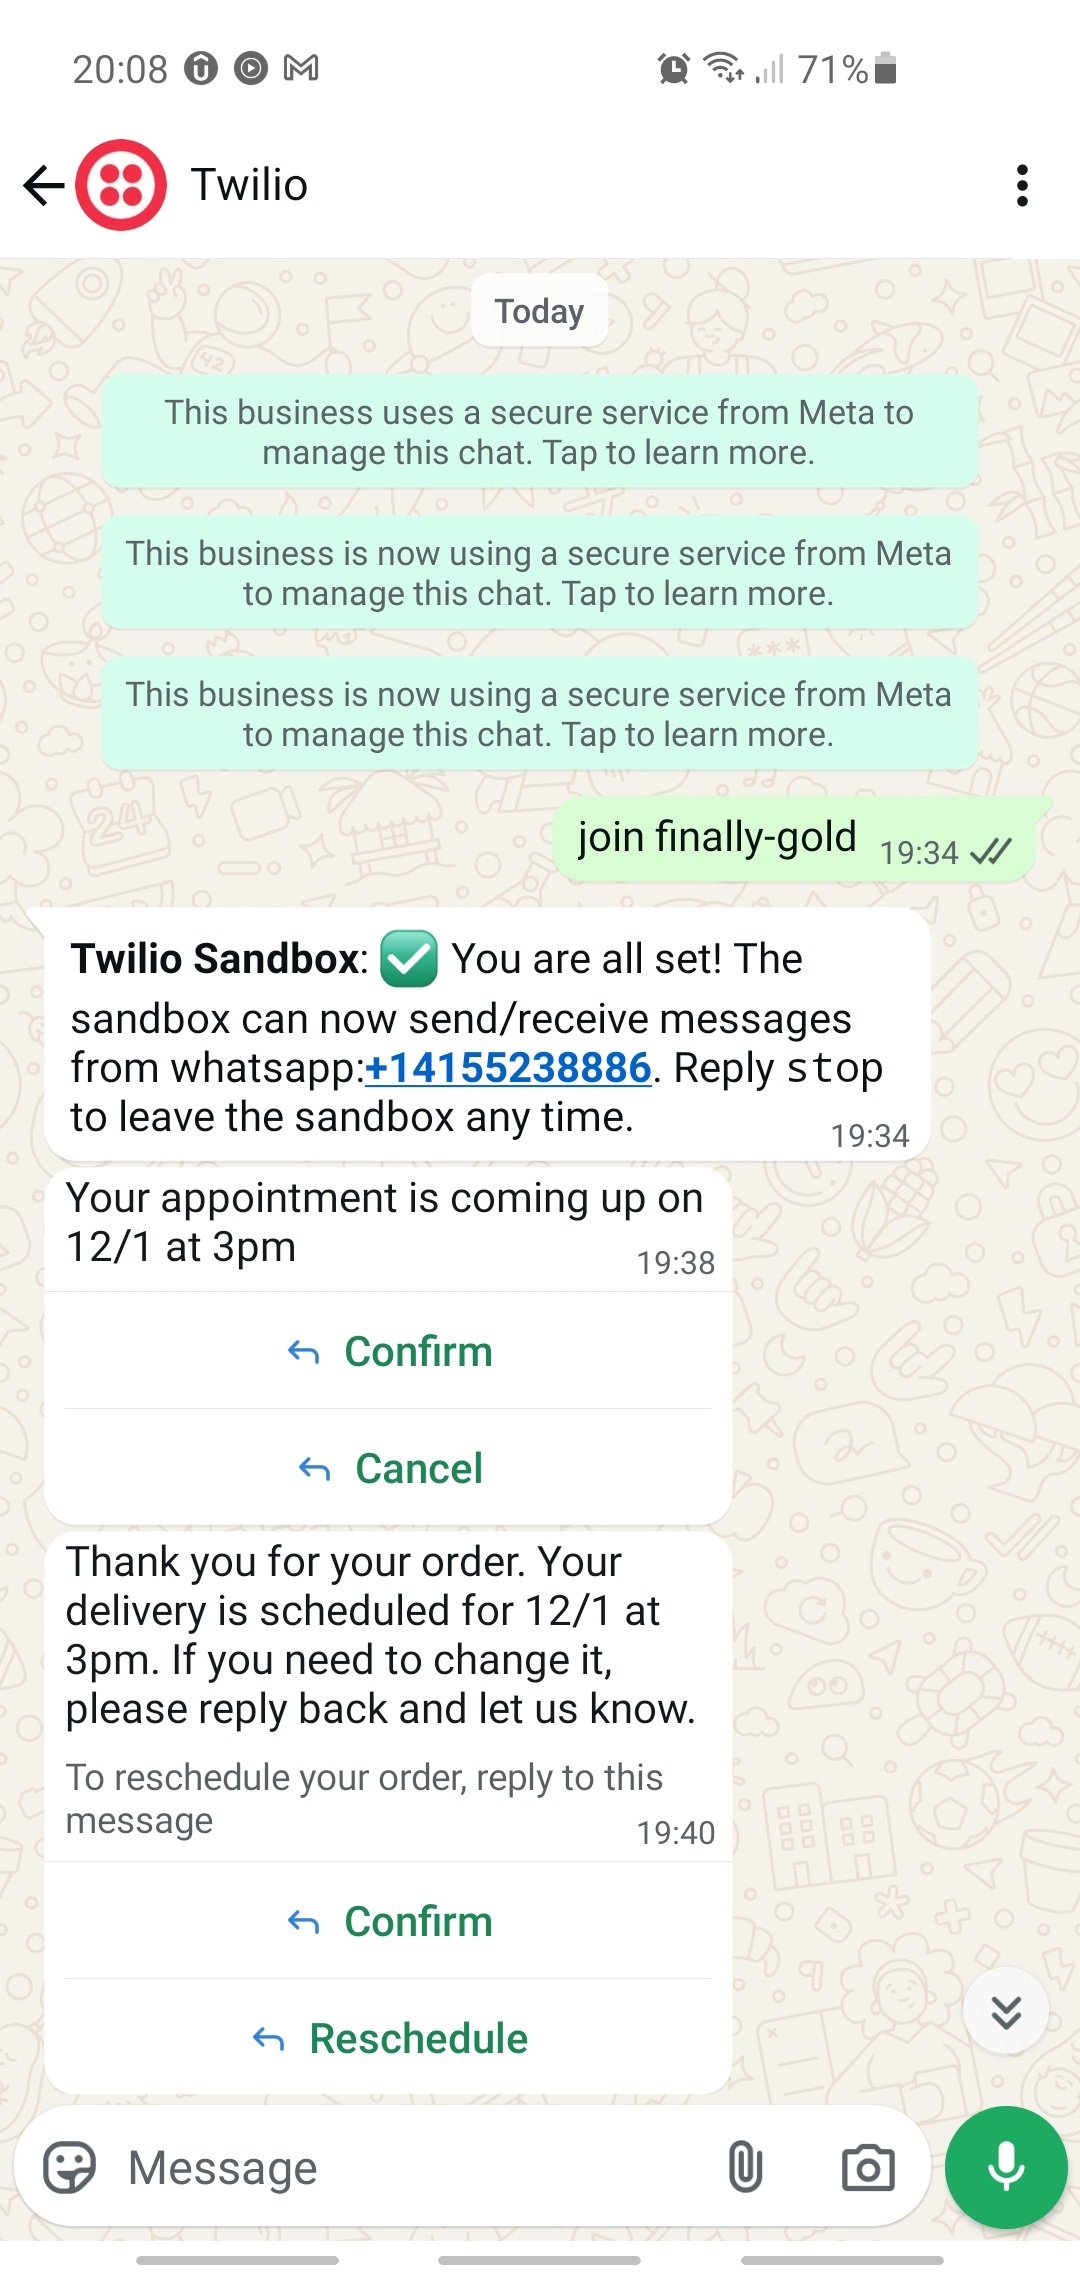 20:08
71%
Twilio
Today
This business uses a secure service from Meta to
manage this chat. Tap to learn more.
This business is now using a secure service from Meta
to manage this chat. Tap to learn more.
This business is now using a secure service from Meta
to manage this chat. Tap to learn more.
join finally-gold 19:34
Twilio Sandbox: ✅ You are all set! The
sandbox can now send/receive messages
from whatsapp:+14155238886. Reply stop
to leave the sandbox any time.
19:34
Your appointment is coming up on
12/1 at 3pm
19:38
Confirm
Cancel
Thank you for your order. Your
delivery is scheduled for 12/1 at
3pm. If you need to change it,
please reply back and let us know.
To reschedule your order, reply to this
message
19:40
Confirm
Reschedule
Message